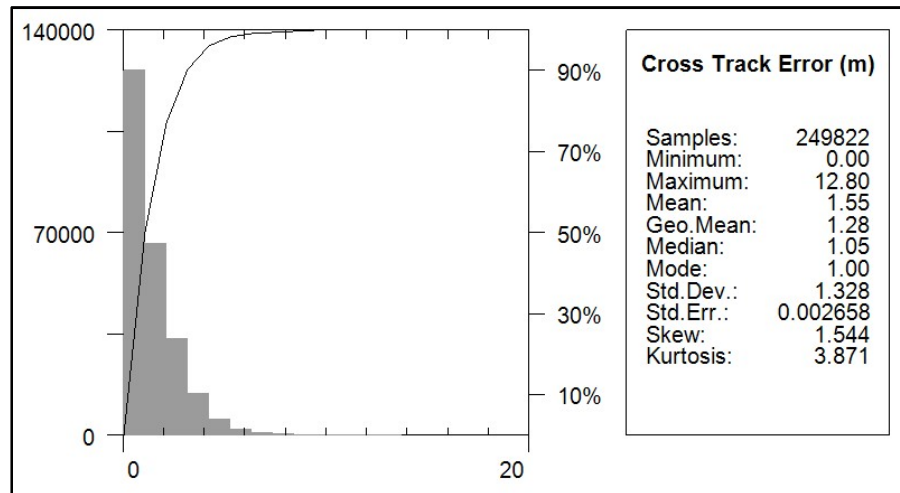 140000
70000
0
90%
70%
50%
30%
10%
0
20
Cross Track Error (m)
Samples: 249822
Minimum: 0.00
Maximum: 12.80
Mean: 1.55
Geo.Mean: 1.28
Median: 1.05
Mode: 1.00
Std.Dev.: 1.328
Std.Err.: 0.002658
Skew: 1.544
Kurtosis: 3.871